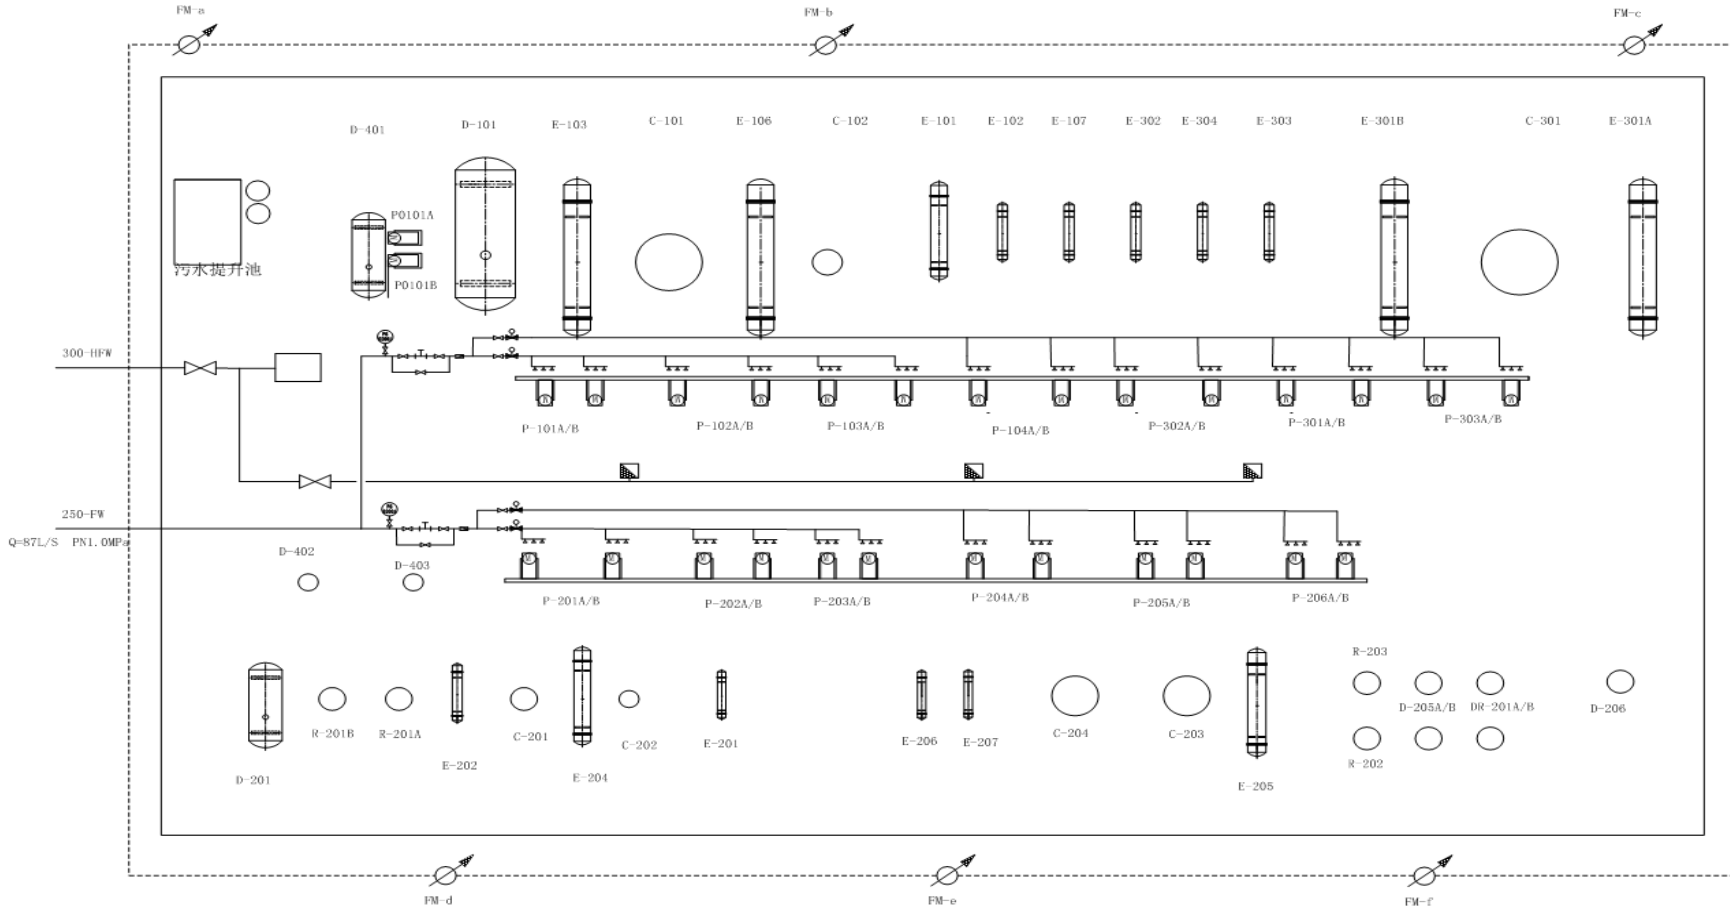 FM-a
FM-b
FM-c
D-401
D-101
E-103
C-101
E-106
C-102
E-101
E-102
E-107
E-302
E-304
E-303
E-301B
C-301
E-301A
P0101A
污水提升池
P0101B
300-HFW
P-101A/B
P-102A/B
P-103A/B
P-104A/B
P-302A/B
P-301A/B
P-303A/B
250-FW
Q=87L/S PN1.0MPa
D-402
D-403
P-201A/B
P-202A/B
P-203A/B
P-204A/B
P-205A/B
P-206A/B
R-203
D-205A/B
DR-201A/B
D-206
R-201B
R-201A
C-201
C-202
E-201
E-206
E-207
C-204
C-203
E-202
R-202
D-201
E-204
E-205
FM-d
FM-e
FM-f